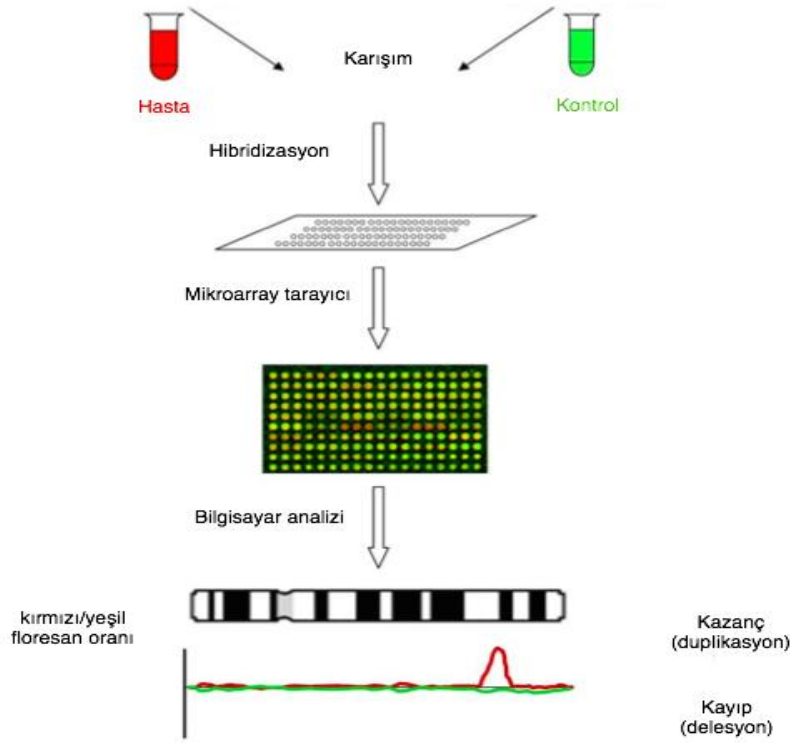 Karışım
Hasta
Kontrol
Hibridizasyon
Mikroarray tarayıcı
Bilgisayar analizi
kırmızı/yeşil
floresan oranı
Kazanç
(duplikasyon)
Kayıp
(delesyon)